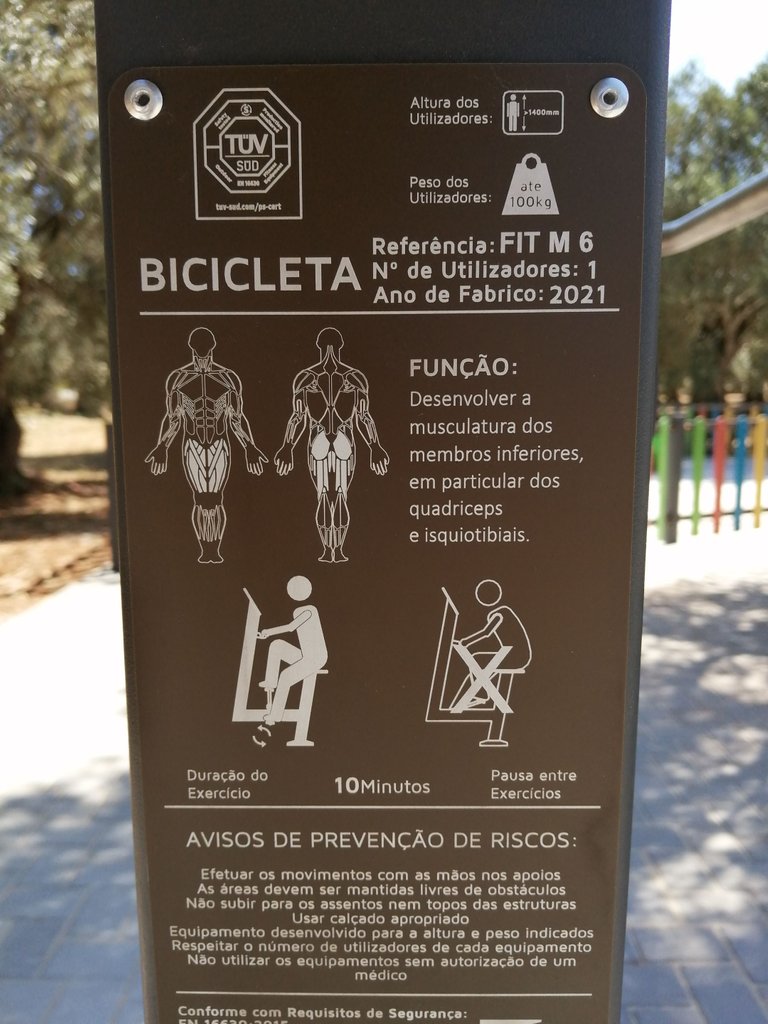 TÜV
SÜD
EN 16630
tuv-sud.com/ps-cert
Altura dos
Utilizadores:
>1400mm
Peso dos
Utilizadores:
ate
100kg
BICICLETA
Referência: FIT M 6
Nº de Utilizadores: 1
Ano de Fabrico: 2021
FUNÇÃO:
Desenvolver a
musculatura dos
membros inferiores,
em particular dos
quadriceps
e isquiotibiais.
Duração do
Exercício
10Minutos
Pausa entre
Exercícios
AVISOS DE PREVENÇÃO DE RISCOS:
Efetuar os movimentos com as mãos nos apoios
As áreas devem ser mantidas livres de obstáculos
Não subir para os assentos nem topos das estruturas
Usar calçado apropriado
Equipamento desenvolvido para a altura e peso indicados
Respeitar o número de utilizadores de cada equipamento
Não utilizar os equipamentos sem autorização de um
médico
Conforme com Requisitos de Segurança:
EN 16630:2015